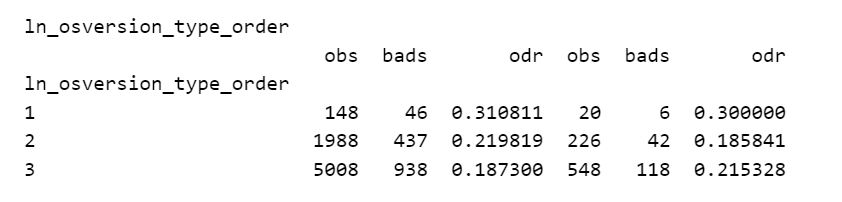 ln_osversion_type_order
obs bads odr obs bads odr
ln_osversion_type_order
1 148 46 0.310811 20 6 0.300000
2 1988 437 0.219819 226 42 0.185841
3 5008 938 0.187300 548 118 0.215328